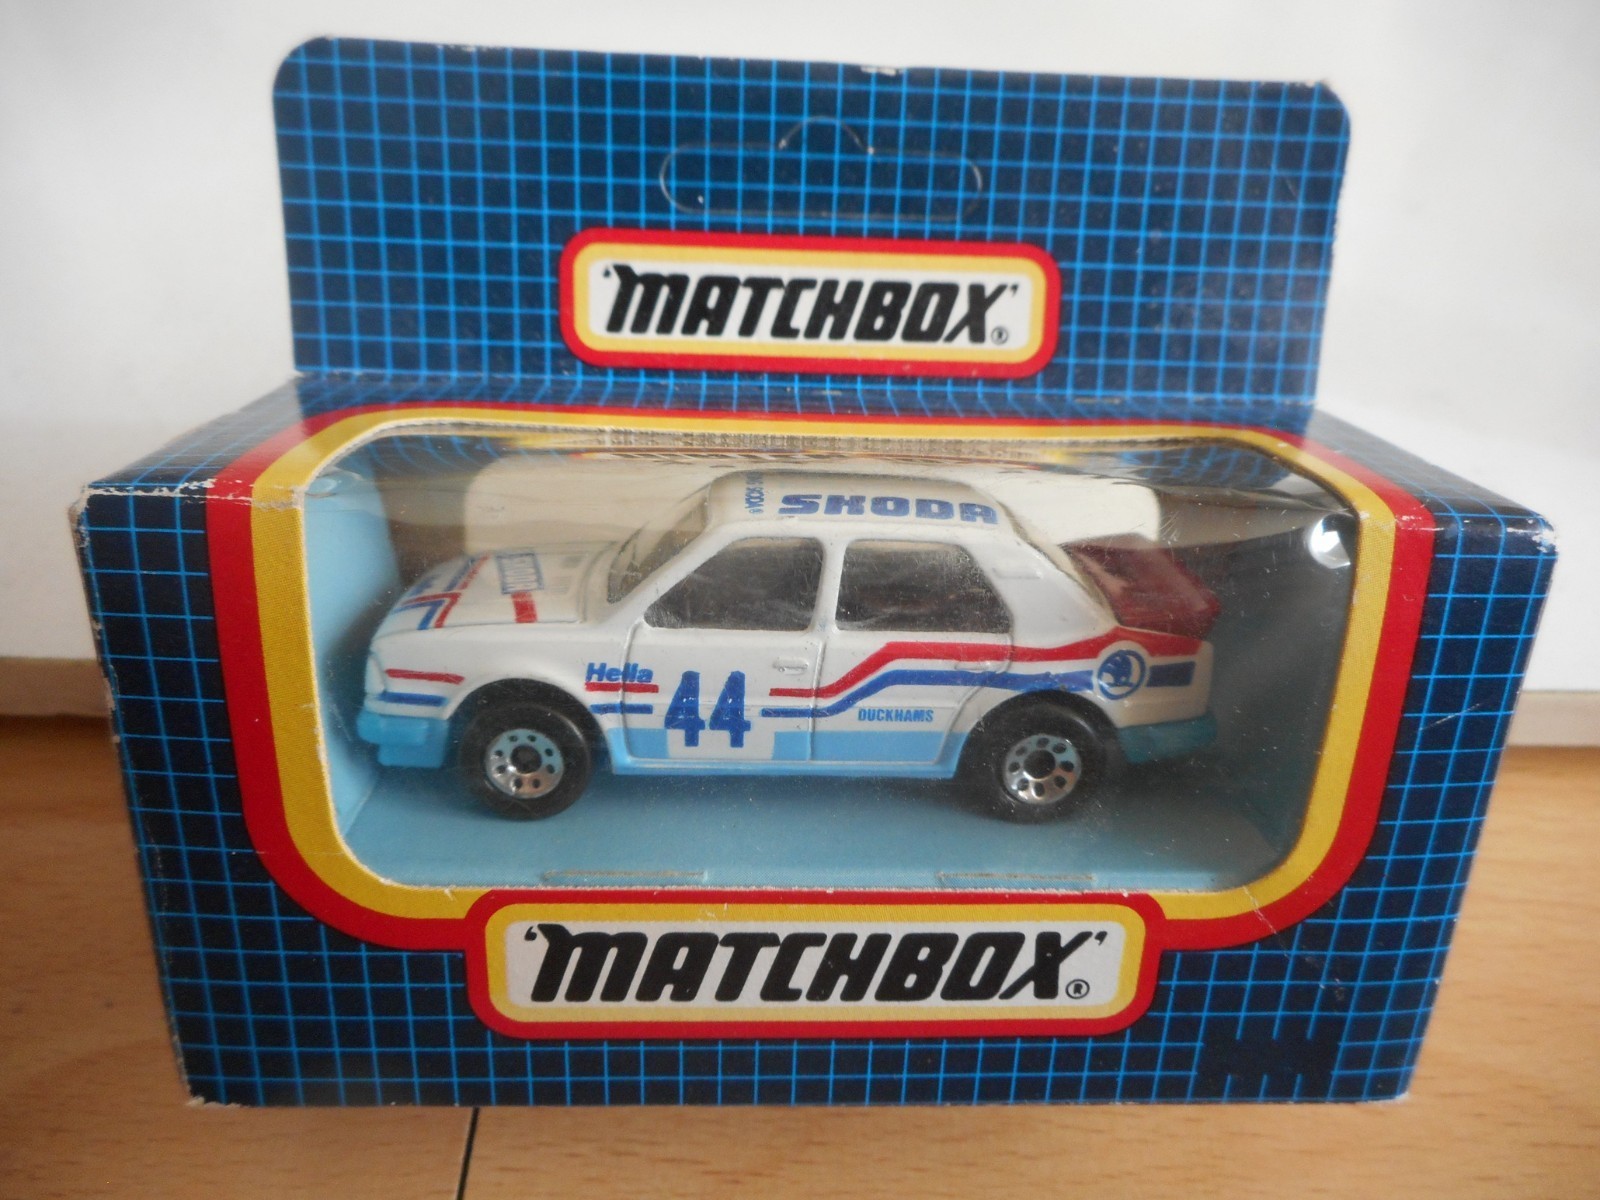 'MATCHBOX'®
SKODA
Hella
44
DUCKHAMS
'MATCHBOX'®